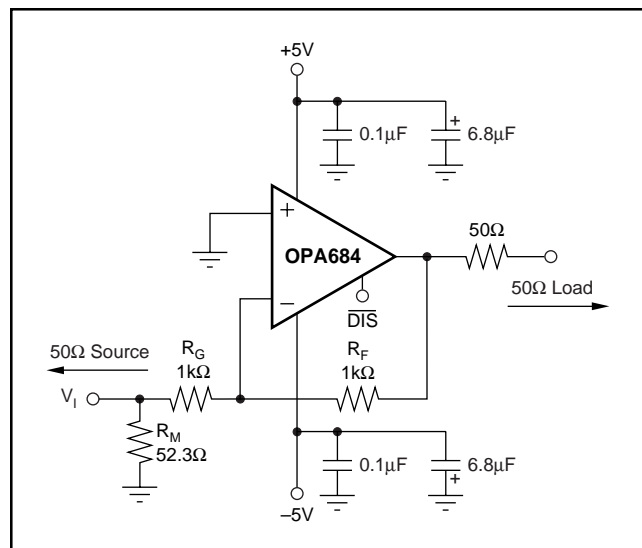 +5V
0.1µF
+
6.8µF
+
OPA684
−
DIS
50Ω
50Ω Load
50Ω Source
R_G
1kΩ
R_F
1kΩ
V_I
R_M
52.3Ω
0.1µF
6.8µF
+
–5V